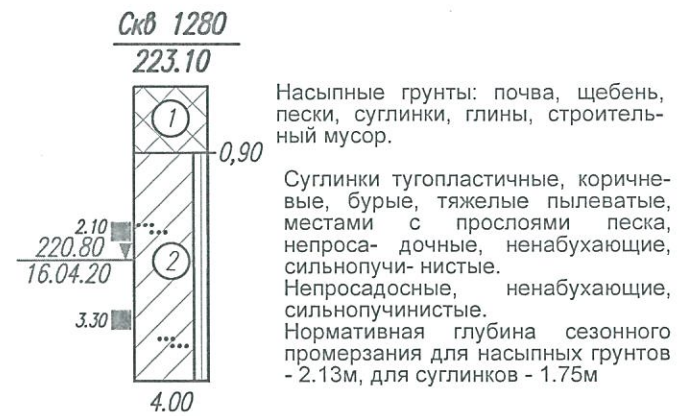 Скв 1280
223.10
1
Насыпные грунты: почва, щебень,
пески, суглинки, глины, строитель-
ный мусор.
0,90
Суглинки тугопластичные, коричне-
вые, бурые, тяжелые пылеватые,
местами с прослоями песка,
непроса- дочные, ненабухающие,
сильнопучи- нистые.
Непросадосные, ненабухающие,
сильнопучинистые.
Нормативная глубина сезонного
промерзания для насыпных грунтов
- 2.13м, для суглинков - 1.75м
2.10
220.80
16.04.20
2
3.30
4.00